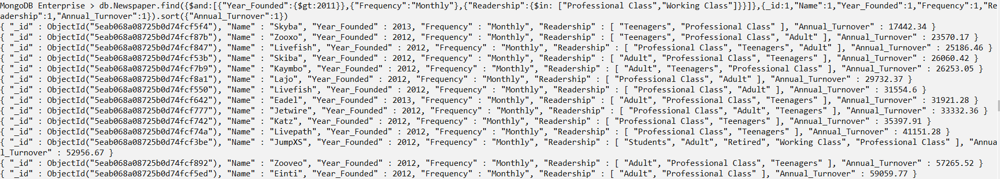 MongoDB Enterprise > db.Newspaper.find({$and:[{"Year_Founded":{$gt:2011}},{"Frequency":"Monthly"},{"Readership":{$in: ["Professional Class","Working Class"]}}]},{_id:1,"Name":1,"Year_Founded":1,"Frequency":1,"Re
adership":1,"Annual_Turnover":1}).sort({"Annual_Turnover":1})
{ "_id" : ObjectId("5eab068a08725b0d74fcf5f4"), "Name" : "Skyba", "Year_Founded" : 2013, "Frequency" : "Monthly", "Readership" : [ "Teenagers", "Professional Class" ], "Annual_Turnover" : 17442.34 }
{ "_id" : ObjectId("5eab068a08725b0d74fcf87b"), "Name" : "Zooxo", "Year_Founded" : 2012, "Frequency" : "Monthly", "Readership" : [ "Teenagers", "Professional Class", "Adult" ], "Annual_Turnover" : 23570.17 }
{ "_id" : ObjectId("5eab068a08725b0d74fcf847"), "Name" : "Livefish", "Year_Founded" : 2012, "Frequency" : "Monthly", "Readership" : [ "Professional Class", "Teenagers", "Adult" ], "Annual_Turnover" : 25186.46 }
{ "_id" : ObjectId("5eab068a08725b0d74fcf53b"), "Name" : "Skiba", "Year_Founded" : 2012, "Frequency" : "Monthly", "Readership" : [ "Adult", "Professional Class", "Teenagers" ], "Annual_Turnover" : 26060.42 }
{ "_id" : ObjectId("5eab068a08725b0d74fcf7b9"), "Name" : "Kaymbo", "Year_Founded" : 2012, "Frequency" : "Monthly", "Readership" : [ "Adult", "Teenagers", "Professional Class" ], "Annual_Turnover" : 26253.05 }
{ "_id" : ObjectId("5eab068a08725b0d74fcf8a1"), "Name" : "Lajo", "Year_Founded" : 2012, "Frequency" : "Monthly", "Readership" : [ "Professional Class", "Adult" ], "Annual_Turnover" : 29732.37 }
{ "_id" : ObjectId("5eab068a08725b0d74fcf550"), "Name" : "Livefish", "Year_Founded" : 2012, "Frequency" : "Monthly", "Readership" : [ "Professional Class", "Adult" ], "Annual_Turnover" : 31554.6 }
{ "_id" : ObjectId("5eab068a08725b0d74fcf642"), "Name" : "Eadel", "Year_Founded" : 2013, "Frequency" : "Monthly", "Readership" : [ "Adult", "Professional Class", "Teenagers" ], "Annual_Turnover" : 31921.28 }
{ "_id" : ObjectId("5eab068a08725b0d74fcf777"), "Name" : "Jetwire", "Year_Founded" : 2012, "Frequency" : "Monthly", "Readership" : [ "Professional Class", "Adult", "Teenagers" ], "Annual_Turnover" : 33332.36 }
{ "_id" : ObjectId("5eab068a08725b0d74fcf742"), "Name" : "Katz", "Year_Founded" : 2012, "Frequency" : "Monthly", "Readership" : [ "Professional Class", "Teenagers" ], "Annual_Turnover" : 35397.91 }
{ "_id" : ObjectId("5eab068a08725b0d74fcf74a"), "Name" : "Livepath", "Year_Founded" : 2012, "Frequency" : "Monthly", "Readership" : [ "Professional Class", "Teenagers" ], "Annual_Turnover" : 41151.28 }
{ "_id" : ObjectId("5eab068a08725b0d74fcf3be"), "Name" : "JumpXS", "Year_Founded" : 2012, "Frequency" : "Monthly", "Readership" : [ "Students", "Adult", "Retired", "Working Class", "Professional Class" ], "Annua
l_Turnover" : 52956.67 }
{ "_id" : ObjectId("5eab068a08725b0d74fcf892"), "Name" : "Zooveo", "Year_Founded" : 2012, "Frequency" : "Monthly", "Readership" : [ "Adult", "Professional Class", "Teenagers" ], "Annual_Turnover" : 57265.52 }
{ "_id" : ObjectId("5eab068a08725b0d74fcf5ed"), "Name" : "Einti", "Year_Founded" : 2012, "Frequency" : "Monthly", "Readership" : [ "Adult", "Professional Class" ], "Annual_Turnover" : 59059.77 }